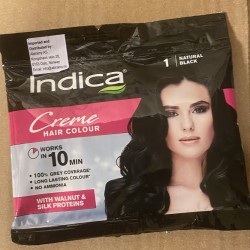 Imported and
Distributed by
indica
1 NATURAL
BLACK
Creme
HAIR COLOUR
WORKS
IN 10 MIN
• 100% GREY COVERAGE*
• LONG LASTING COLOUR*
• NO AMMONIA
WITH WALNUT &
SILK PROTEINS